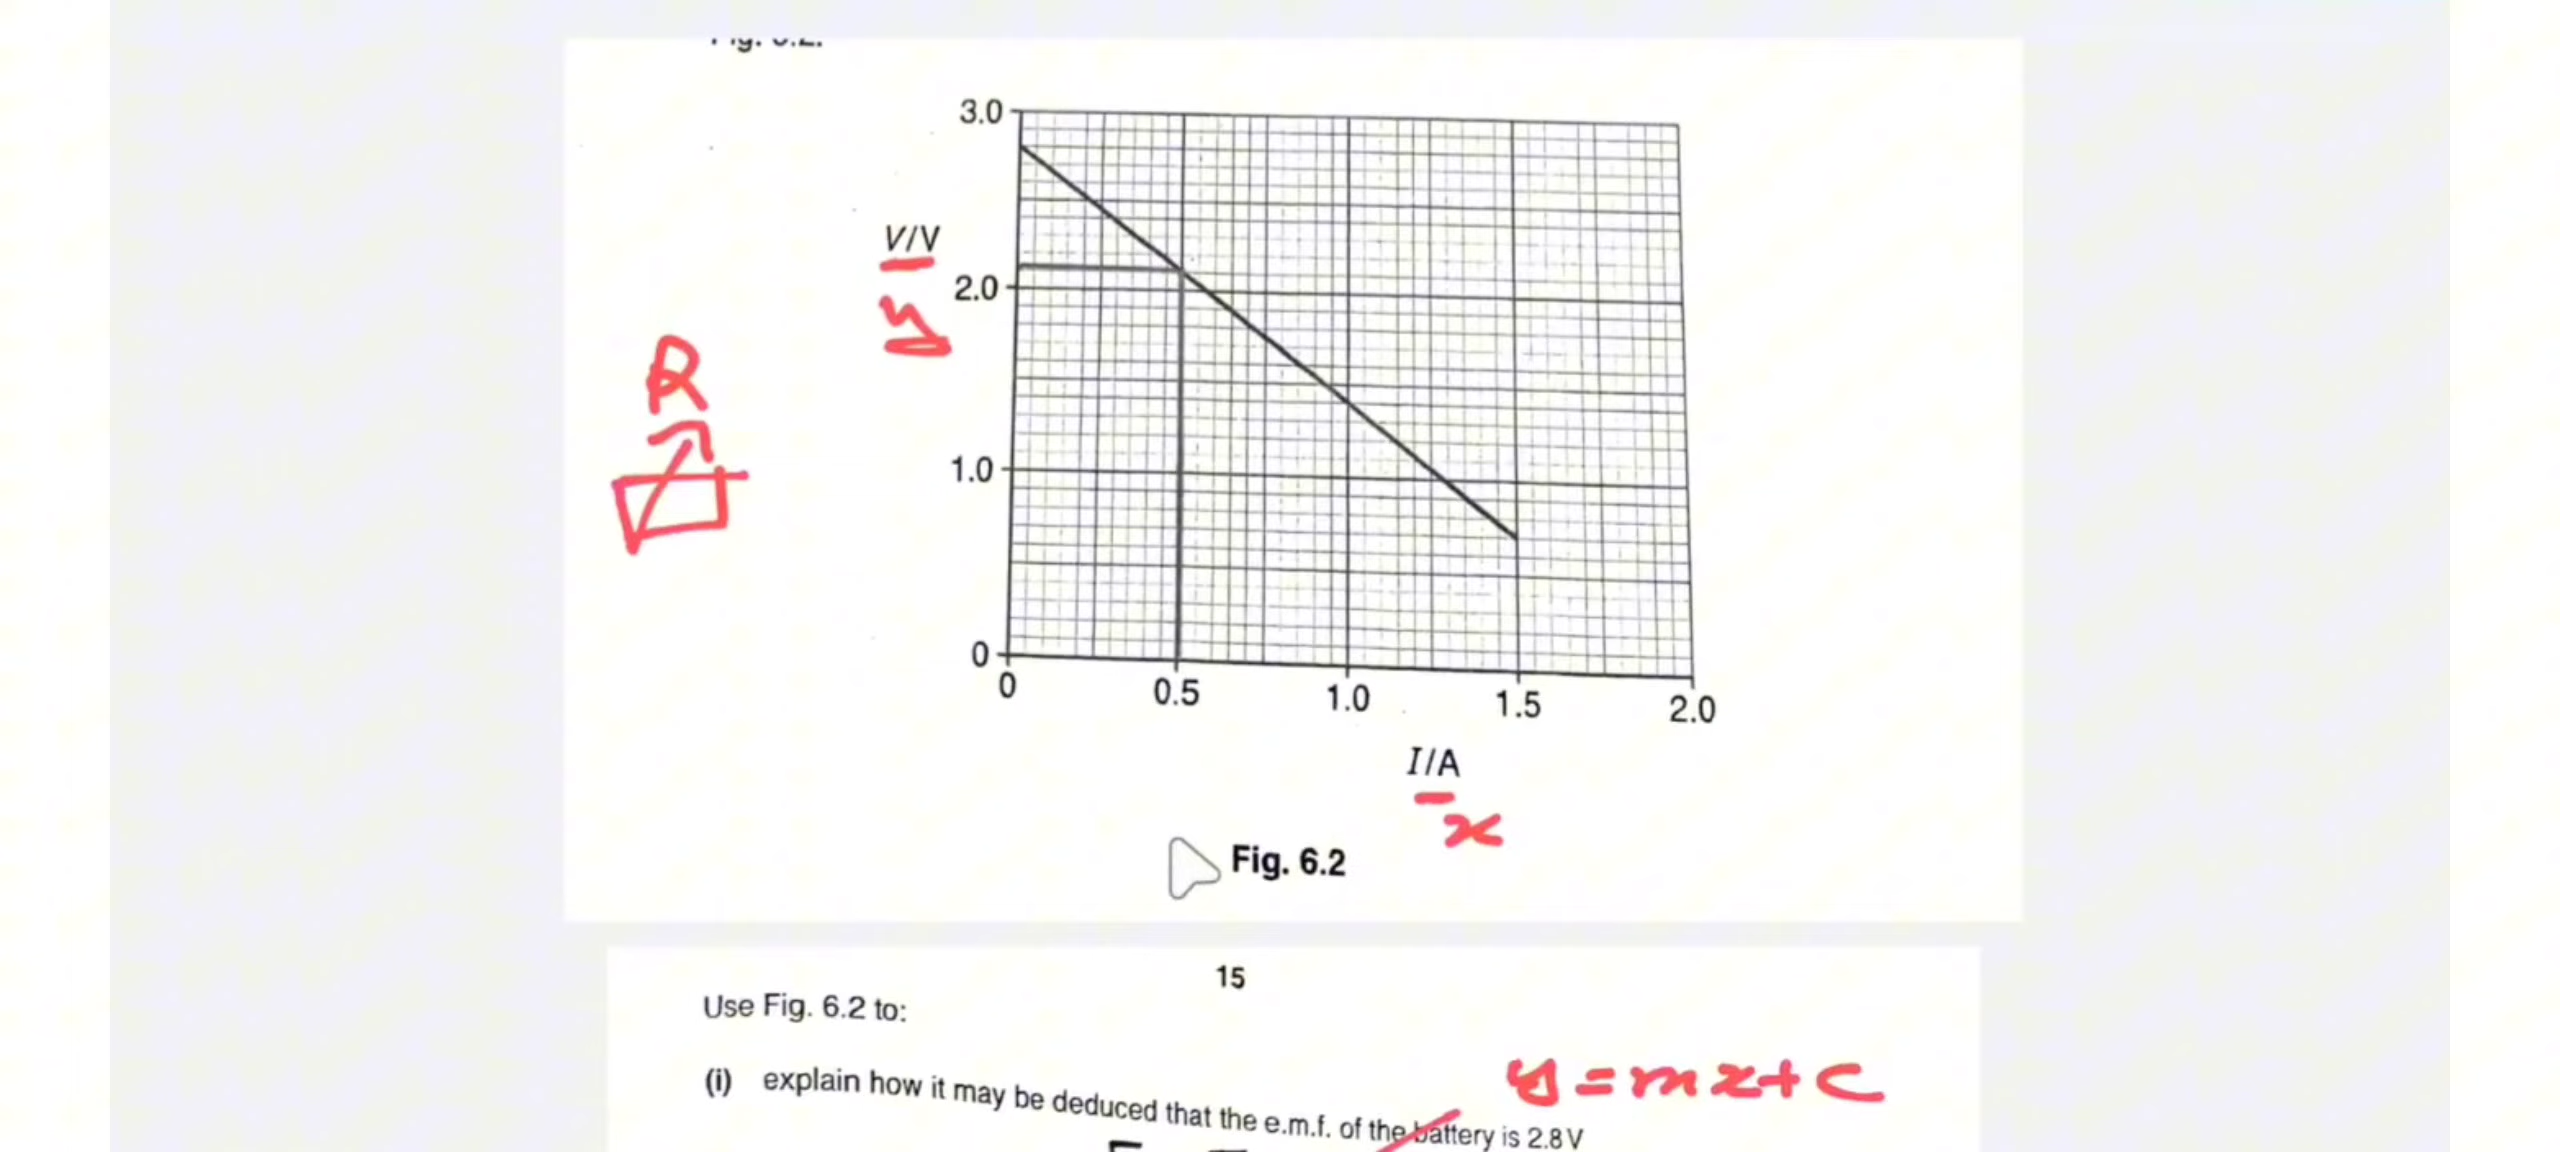 3.0
V/V
y
2.0
R
1.0
0
0 0.5 1.0 1.5 2.0
I/A
x
Fig. 6.2
15
Use Fig. 6.2 to:
(i) explain how it may be deduced that the e.m.f. of the battery is 2.8 V
y = mx + c